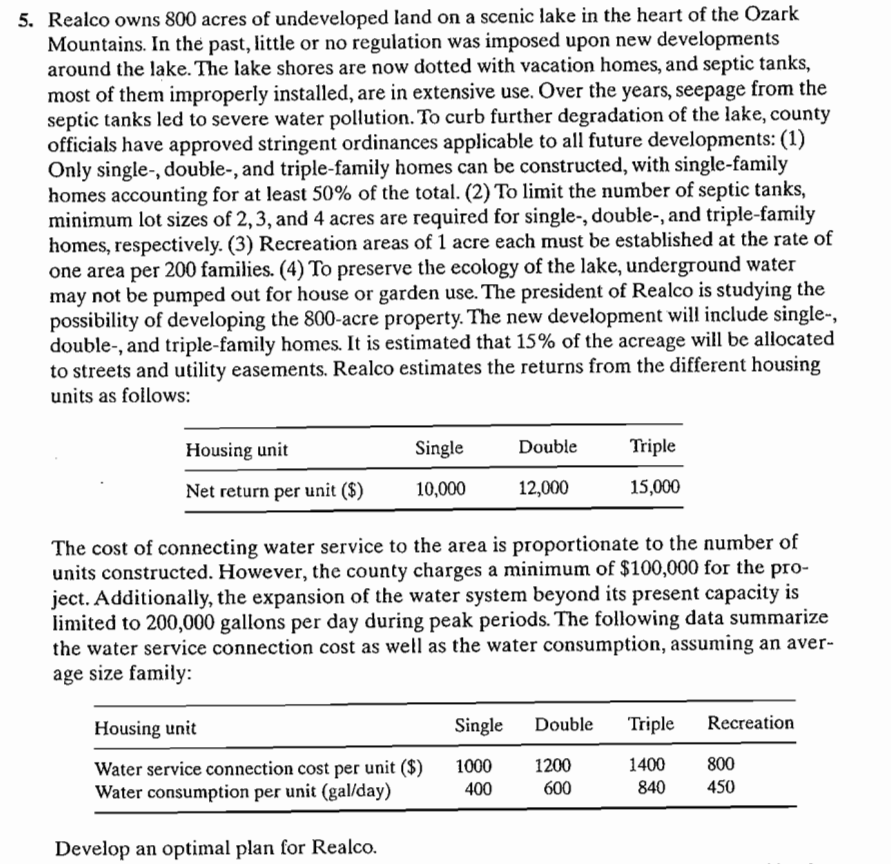 5. Realco owns 800 acres of undeveloped land on a scenic lake in the heart of the Ozark
Mountains. In the past, little or no regulation was imposed upon new developments
around the lake. The lake shores are now dotted with vacation homes, and septic tanks,
most of them improperly installed, are in extensive use. Over the years, seepage from the
septic tanks led to severe water pollution. To curb further degradation of the lake, county
officials have approved stringent ordinances applicable to all future developments: (1)
Only single-, double-, and triple-family homes can be constructed, with single-family
homes accounting for at least 50% of the total. (2) To limit the number of septic tanks,
minimum lot sizes of 2, 3, and 4 acres are required for single-, double-, and triple-family
homes, respectively. (3) Recreation areas of 1 acre each must be established at the rate of
one area per 200 families. (4) To preserve the ecology of the lake, underground water
may not be pumped out for house or garden use. The president of Realco is studying the
possibility of developing the 800-acre property. The new development will include single-,
double-, and triple-family homes. It is estimated that 15% of the acreage will be allocated
to streets and utility easements. Realco estimates the returns from the different housing
units as follows:
Housing unit Single Double Triple
Net return per unit ($) 10,000 12,000 15,000
The cost of connecting water service to the area is proportionate to the number of
units constructed. However, the county charges a minimum of $100,000 for the pro-
ject. Additionally, the expansion of the water system beyond its present capacity is
limited to 200,000 gallons per day during peak periods. The following data summarize
the water service connection cost as well as the water consumption, assuming an aver-
age size family:
Housing unit Single Double Triple Recreation
Water service connection cost per unit ($) 1000 1200 1400 800
Water consumption per unit (gal/day) 400 600 840 450
Develop an optimal plan for Realco.